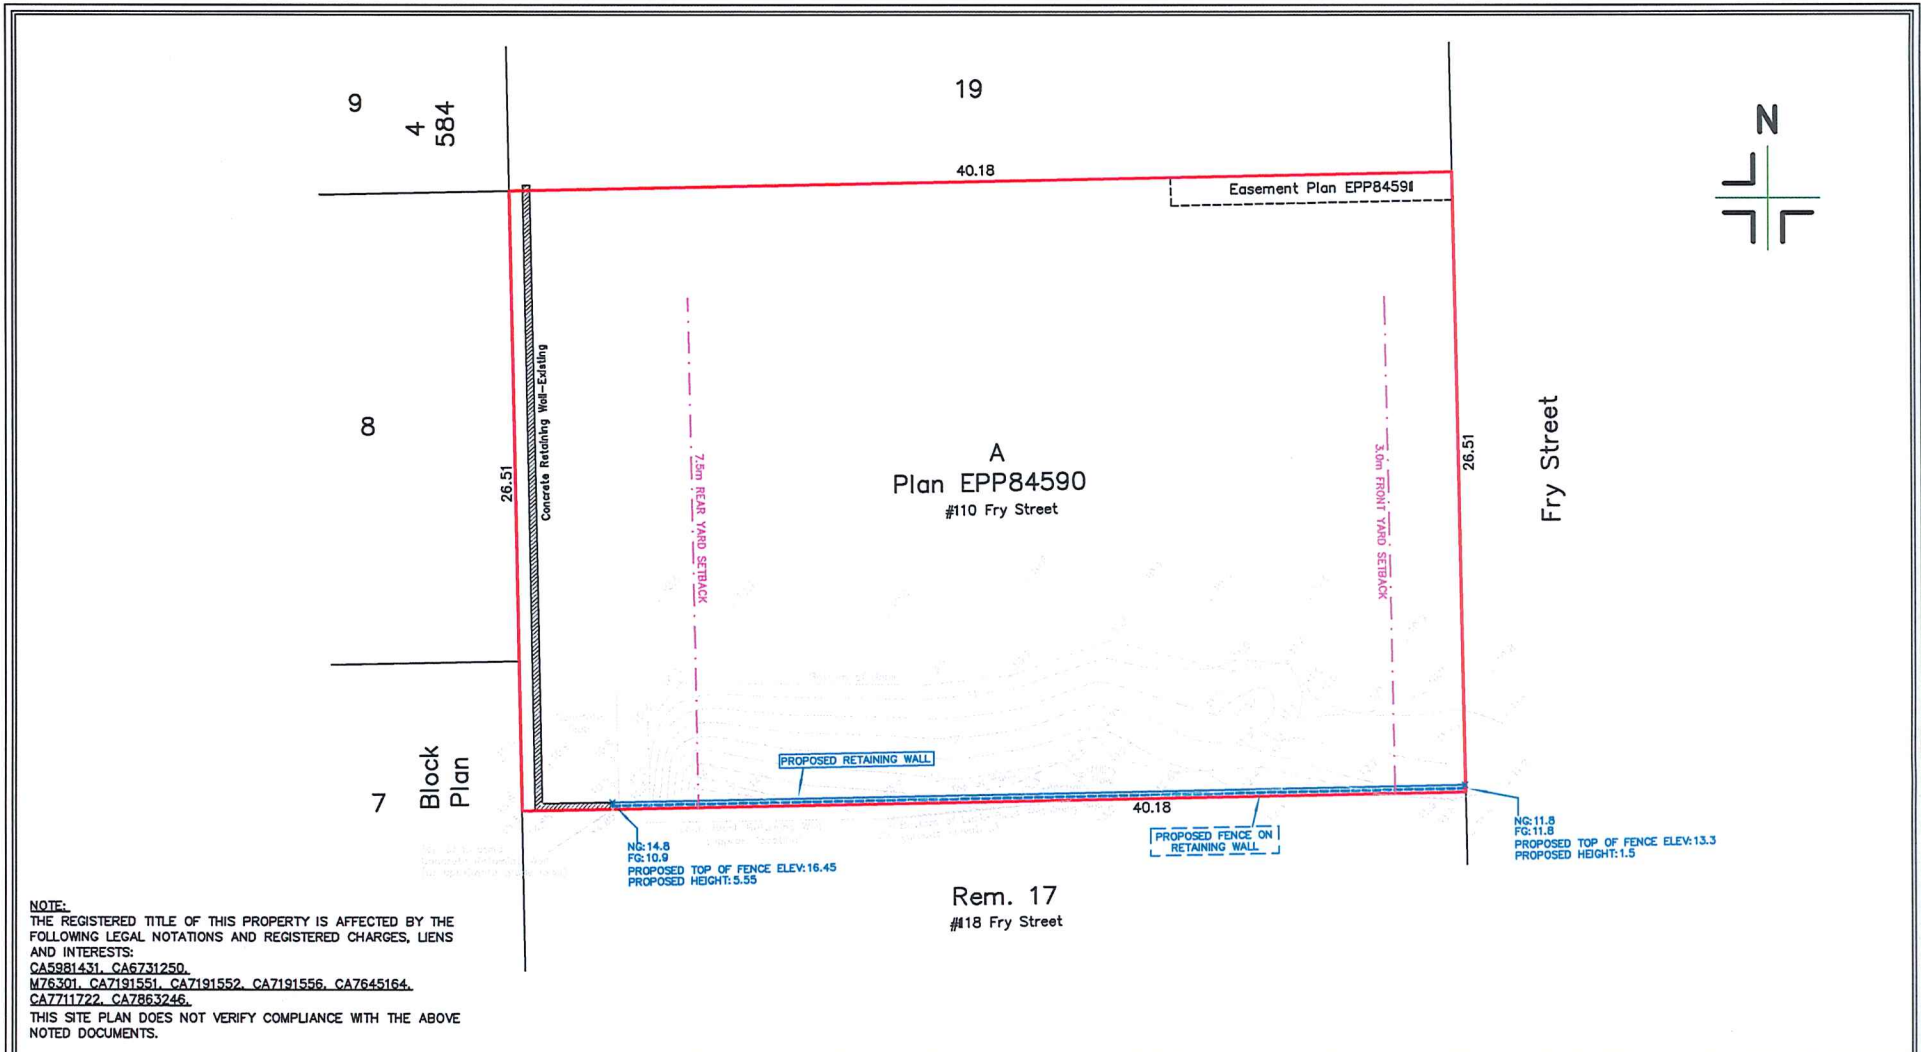 9
4
584
19
N
40.18
Easement Plan EPP84591
Concrete Retaining Wall-Existing
8
26.51
7.5m REAR YARD SETBACK
A
Plan EPP84590
#110 Fry Street
3.0m FRONT YARD SETBACK
26.51
Fry Street
7
Block
Plan
PROPOSED RETAINING WALL
40.18
PROPOSED FENCE ON
RETAINING WALL
NG:14.8
FG:10.9
PROPOSED TOP OF FENCE ELEV:16.45
PROPOSED HEIGHT:5.55
NG:11.8
FG:11.8
PROPOSED TOP OF FENCE ELEV:13.3
PROPOSED HEIGHT:1.5
Rem. 17
#118 Fry Street
NOTE:
THE REGISTERED TITLE OF THIS PROPERTY IS AFFECTED BY THE
FOLLOWING LEGAL NOTATIONS AND REGISTERED CHARGES, LIENS
AND INTERESTS:
CA5981431, CA6731250,
M76301, CA7191551, CA7191552, CA7191556, CA7645164,
CA7711722, CA7863246,
THIS SITE PLAN DOES NOT VERIFY COMPLIANCE WITH THE ABOVE
NOTED DOCUMENTS.